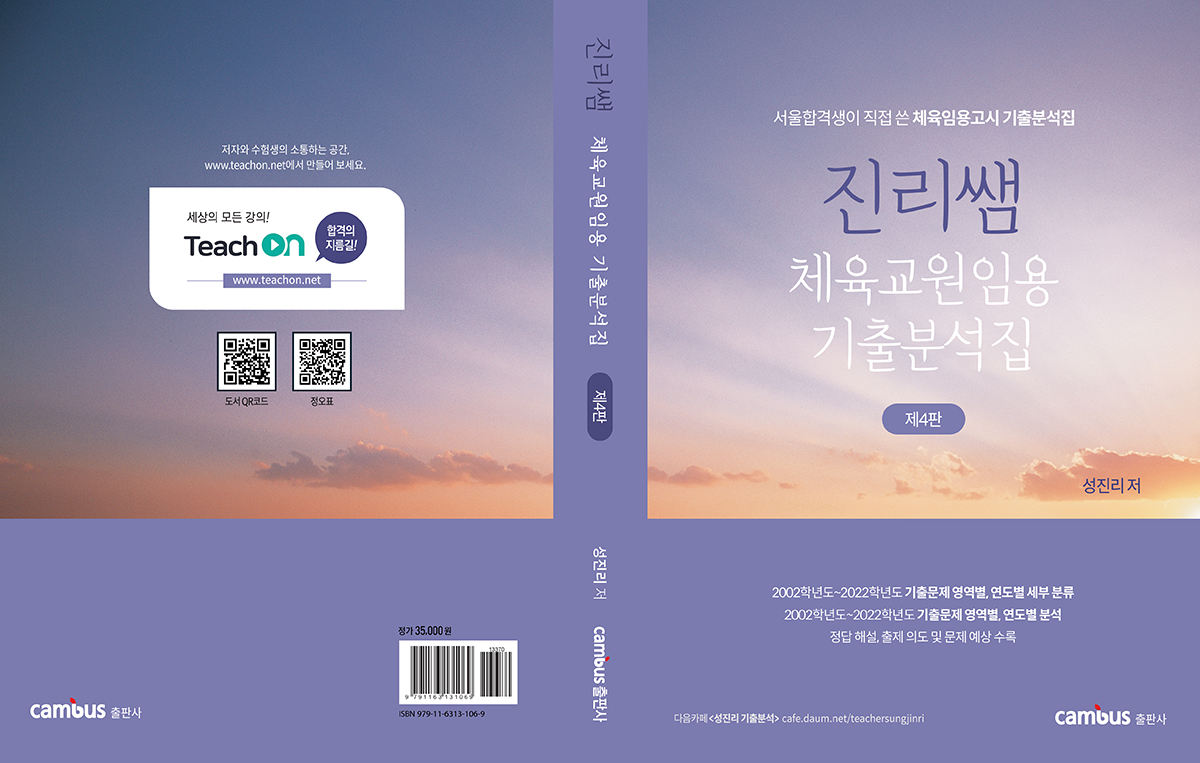 저자와 수험생의 소통하는 공간,
www.teachon.net에서 만들어 보세요.
세상의 모든 강의!
Teach On
합격의
지름길!
www.teachon.net
도서 QR코드
정오표
정가 35,000 원
13370
9 791163 131069
ISBN 979-11-6313-106-9
cambus 출판사
진리쌤
체육교원임용 기출분석집
제4판
성진리 저
cambus 출판사
서울합격생이 직접 쓴 체육임용고시 기출분석집
진리쌤
체육교원임용
기출분석집
제4판
성진리 저
2002학년도~2022학년도 기출문제 영역별, 연도별 세부 분류
2002학년도~2022학년도 기출문제 영역별, 연도별 분석
정답 해설, 출제 의도 및 문제 예상 수록
다음카페 <성진리 기출분석> cafe.daum.net/teachersungjinri
cambus 출판사